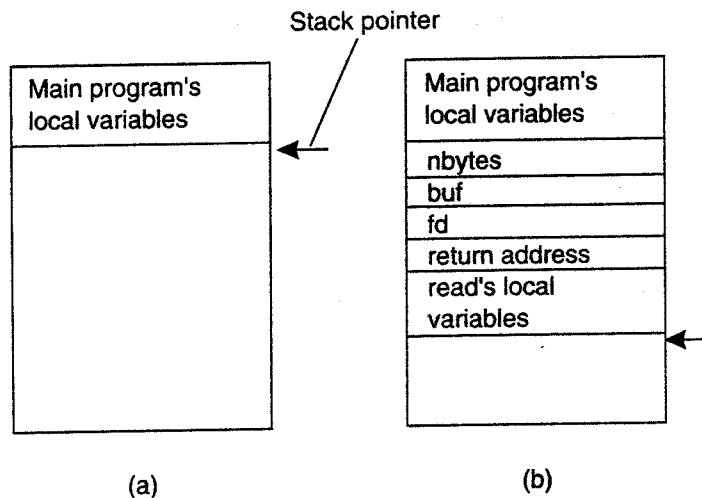 Stack pointer
Main program's
local variables
Main program's
local variables
nbytes
buf
fd
return address
read's local
variables
(a)
(b)